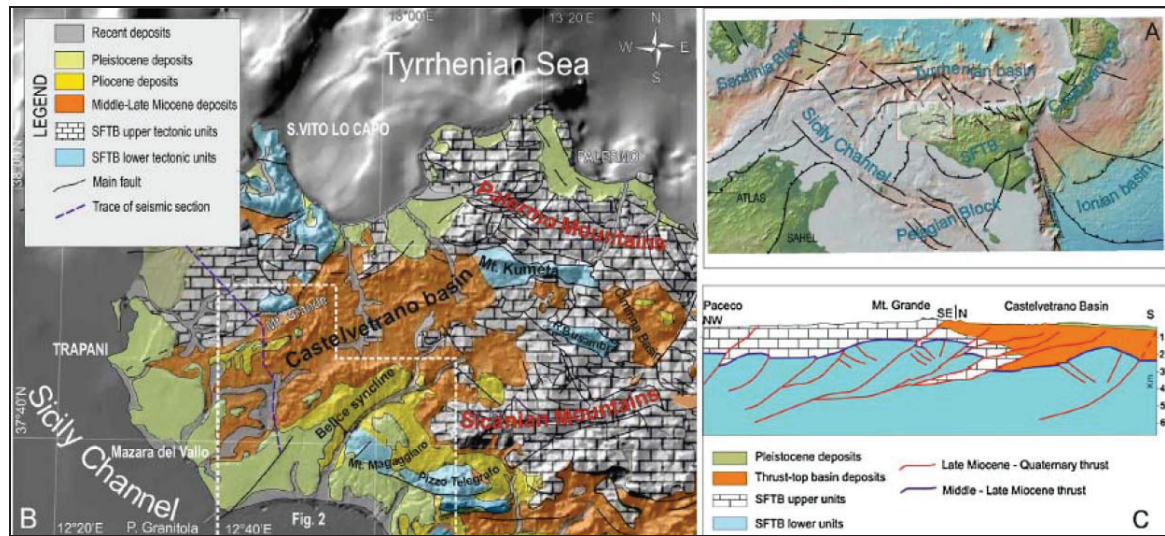 LEGEND
Recent deposits
Pleistocene deposits
Pliocene deposits
Middle-Late Miocene deposits
SFTB upper tectonic units
SFTB lower tectonic units
Main fault
Trace of seismic section
13°00'E
13°20'E
N
W
E
S
Tyrrhenian Sea
S.VITO LO CAPO
PALERMO
38°00'N
Palermo Mountains
Mt. Kumeta
Mt. Grande
Castelvetrano basin
TRAPANI
Belice syncline
Sicanian Mountains
37°40'N
Sicily Channel
Mazara del Vallo
Mt. Magaggiaro
Pizzo Telegrafo
B
12°20'E
P. Granitola
12°40'E
Fig. 2
A
Sardinia Block
Tyrrhenian basin
Sicily Channel
SFTB
ATLAS
SAHEL
Pelagian Block
Ionian basin
Paceco
NW
Mt. Grande
SE|N
Castelvetrano Basin
S
1
2
3
4
5
6
Km
Pleistocene deposits
Thrust-top basin deposits
SFTB upper units
SFTB lower units
Late Miocene - Quaternary thrust
Middle - Late Miocene thrust
C